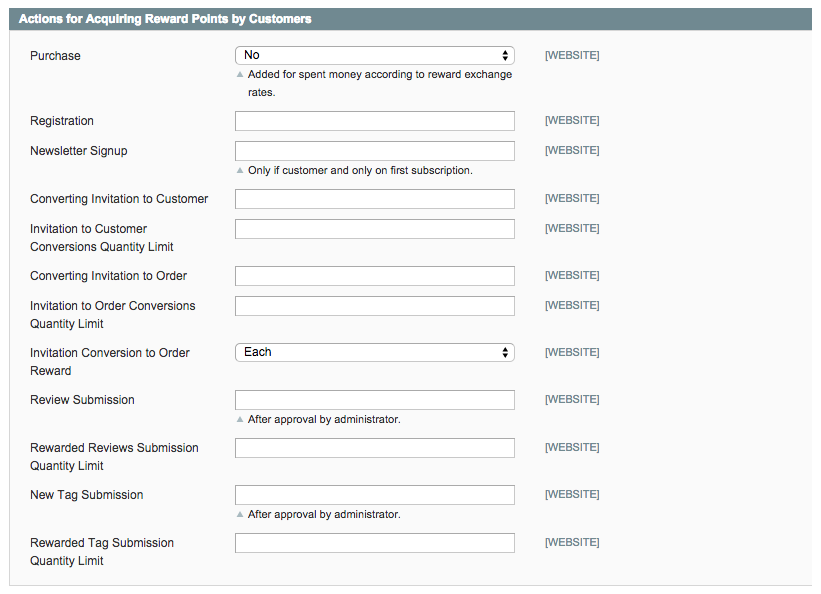 Actions for Acquiring Reward Points by Customers
Purchase
No
[WEBSITE]
Added for spent money according to reward exchange
rates.
Registration
[WEBSITE]
Newsletter Signup
[WEBSITE]
Only if customer and only on first subscription.
Converting Invitation to Customer
[WEBSITE]
Invitation to Customer
Conversions Quantity Limit
[WEBSITE]
Converting Invitation to Order
[WEBSITE]
Invitation to Order Conversions
Quantity Limit
[WEBSITE]
Invitation Conversion to Order
Reward
Each
[WEBSITE]
Review Submission
[WEBSITE]
After approval by administrator.
Rewarded Reviews Submission
Quantity Limit
[WEBSITE]
New Tag Submission
[WEBSITE]
After approval by administrator.
Rewarded Tag Submission
Quantity Limit
[WEBSITE]